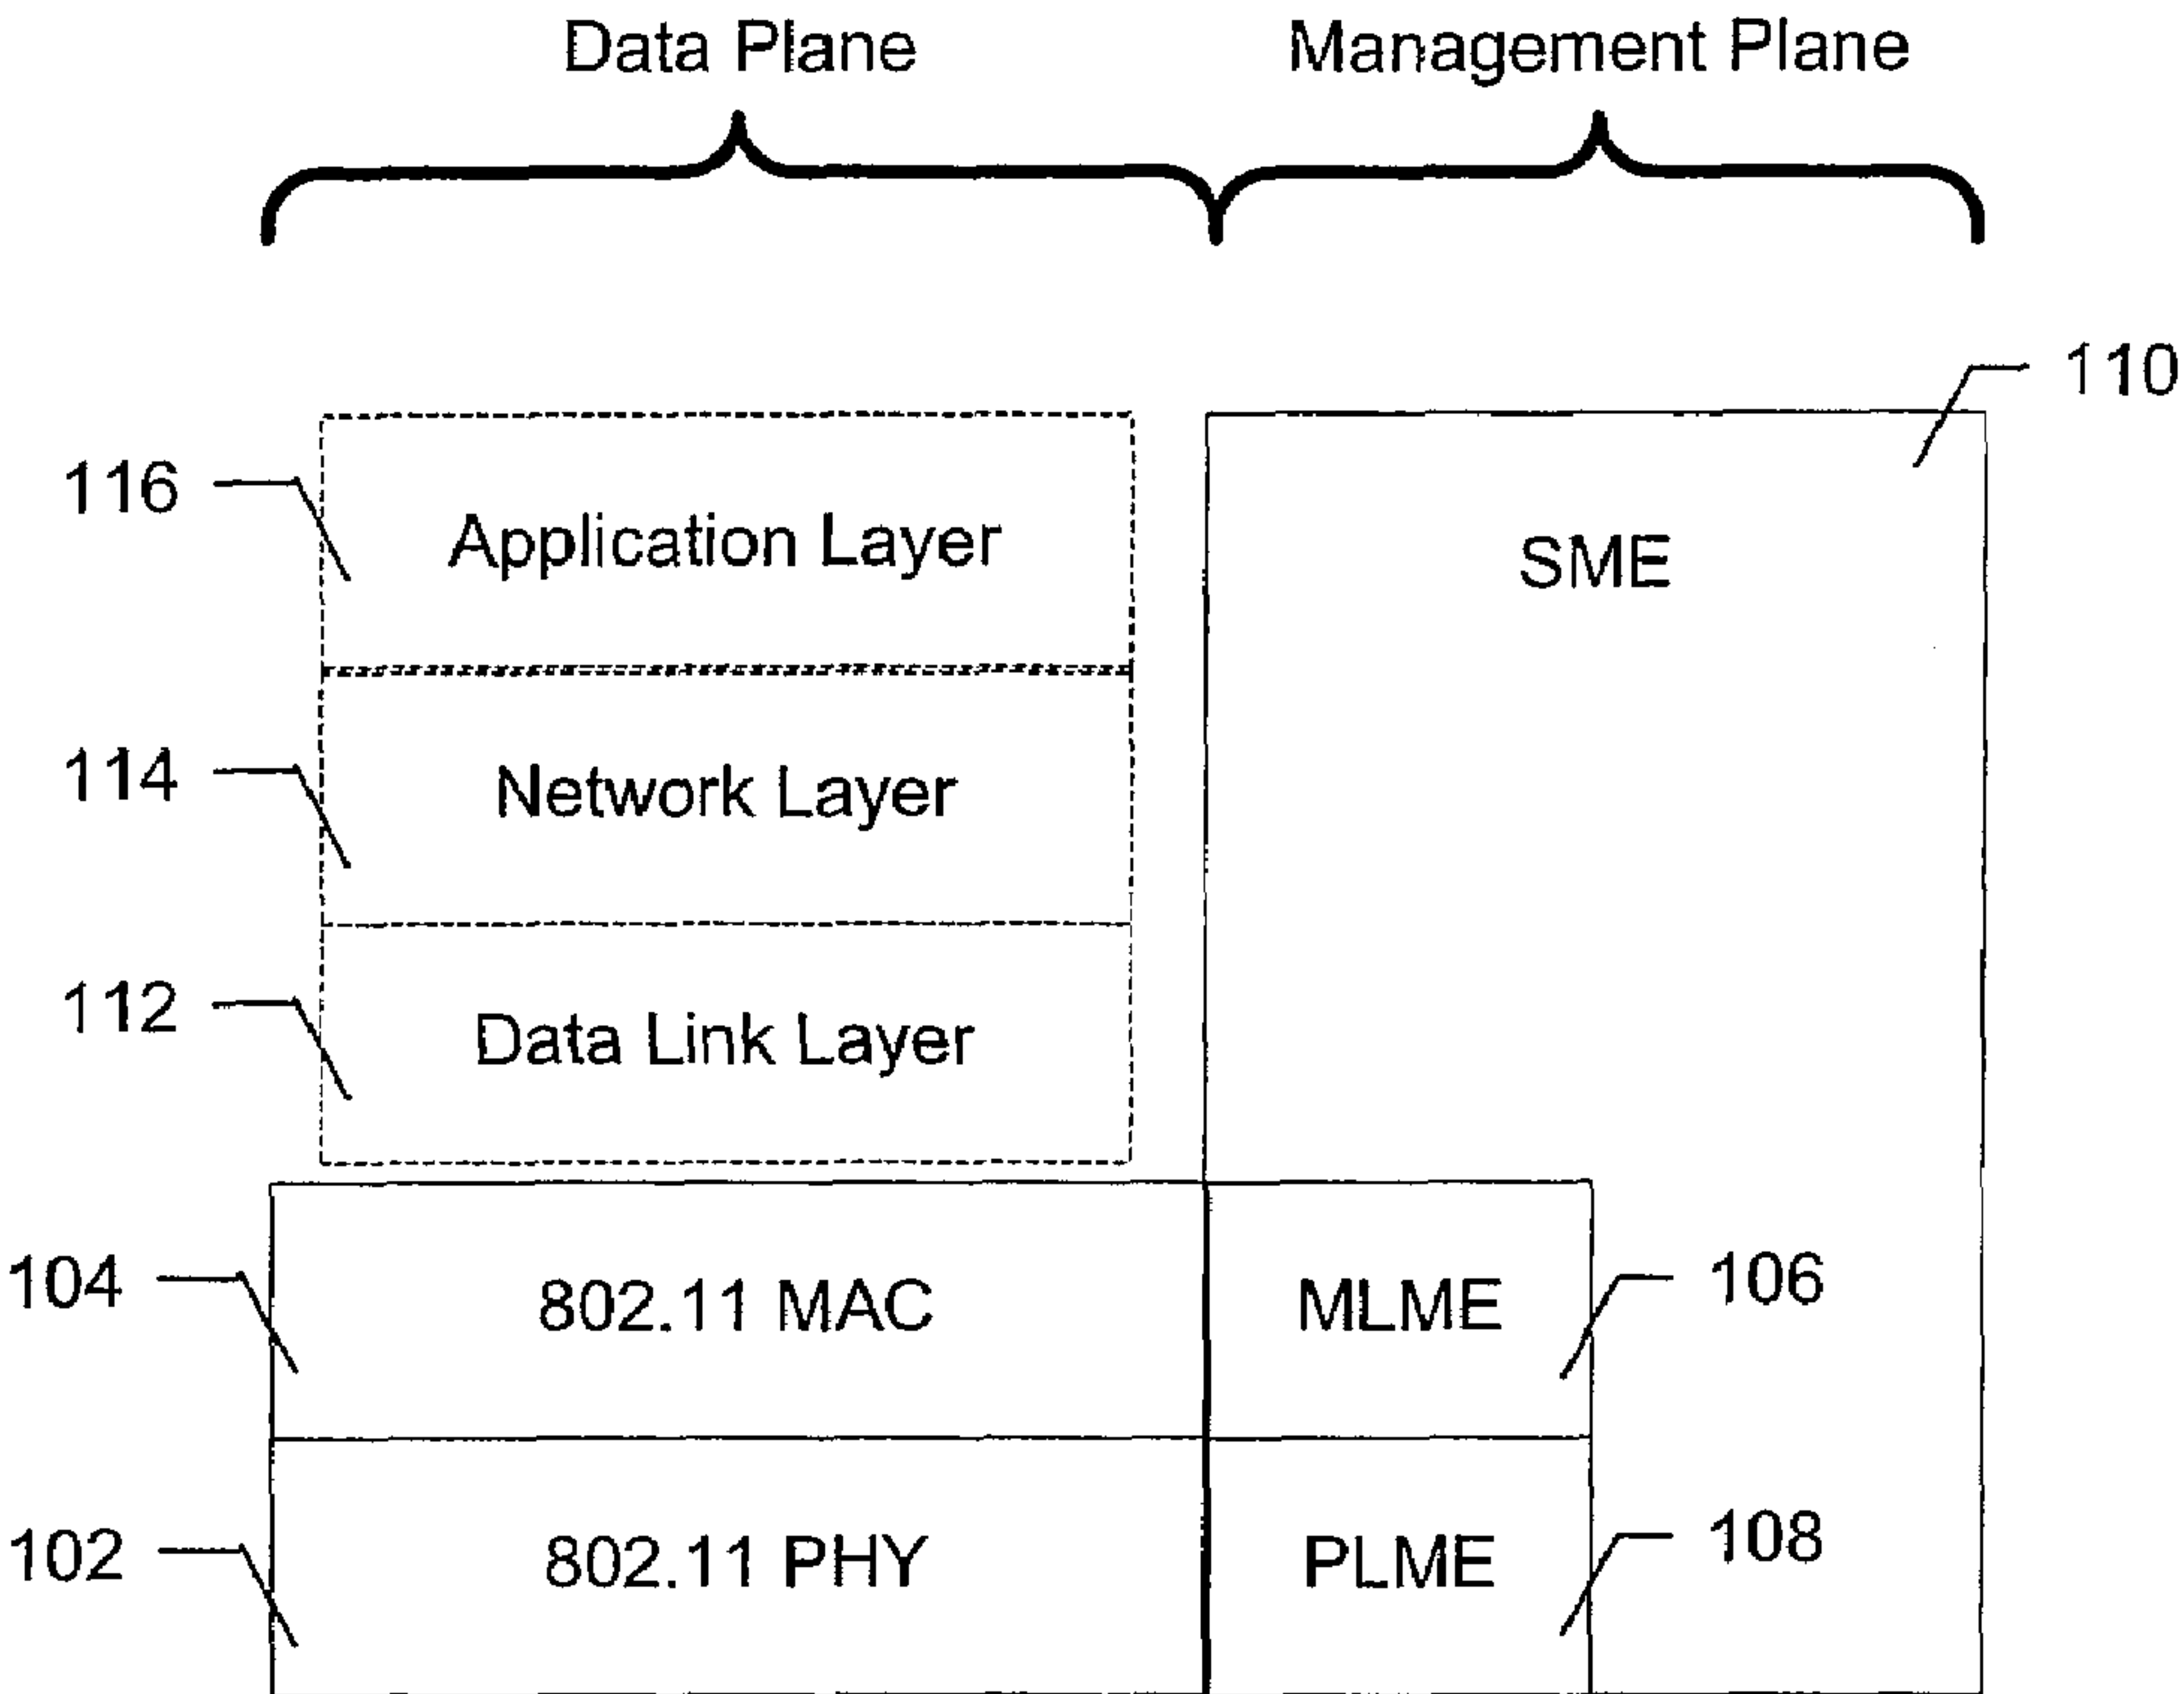 Data Plane
Management Plane
110
116
Application Layer
SME
114
Network Layer
112
Data Link Layer
104
802.11 MAC
MLME
106
102
802.11 PHY
PLME
108